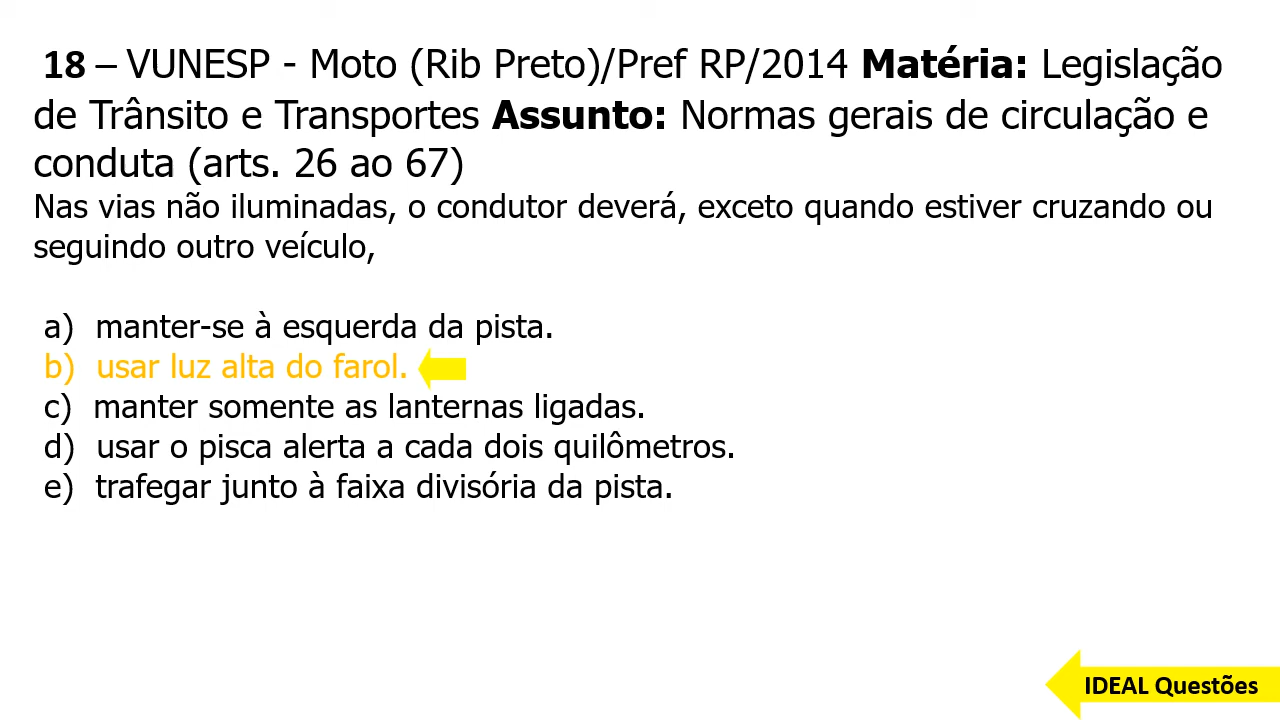 18 – VUNESP - Moto (Rib Preto)/Pref RP/2014 Matéria: Legislação
de Trânsito e Transportes Assunto: Normas gerais de circulação e
conduta (arts. 26 ao 67)
Nas vias não iluminadas, o condutor deverá, exceto quando estiver cruzando ou
seguindo outro veículo,
a) manter-se à esquerda da pista.
b) usar luz alta do farol.
c) manter somente as lanternas ligadas.
d) usar o pisca alerta a cada dois quilômetros.
e) trafegar junto à faixa divisória da pista.
IDEAL Questões